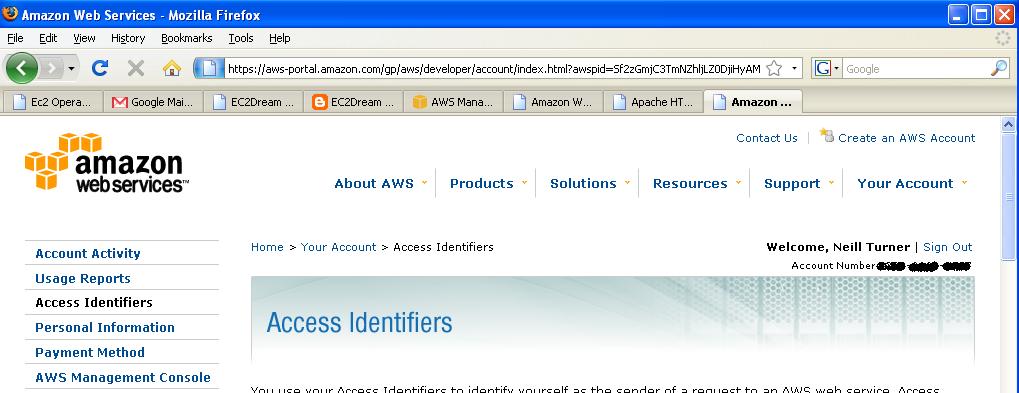 Amazon Web Services - Mozilla Firefox
File Edit View History Bookmarks Tools Help
https://aws-portal.amazon.com/gp/aws/developer/account/index.html?awspid=Sf2zGmjC3TmNZhljLZ0DjiHyAM
Google
Ec2 Opera... Google Mai... EC2Dream ... EC2Dream ... AWS Mana... Amazon W... Apache HT... Amazon ...
Contact Us | Create an AWS Account
amazon
web services™
About AWS Products Solutions Resources Support Your Account
Home > Your Account > Access Identifiers
Welcome, Neill Turner | Sign Out
Account Number
Account Activity
Usage Reports
Access Identifiers
Personal Information
Payment Method
AWS Management Console
Access Identifiers
You use your Access Identifiers to identify yourself as the sender of a request to an AWS web service. Access